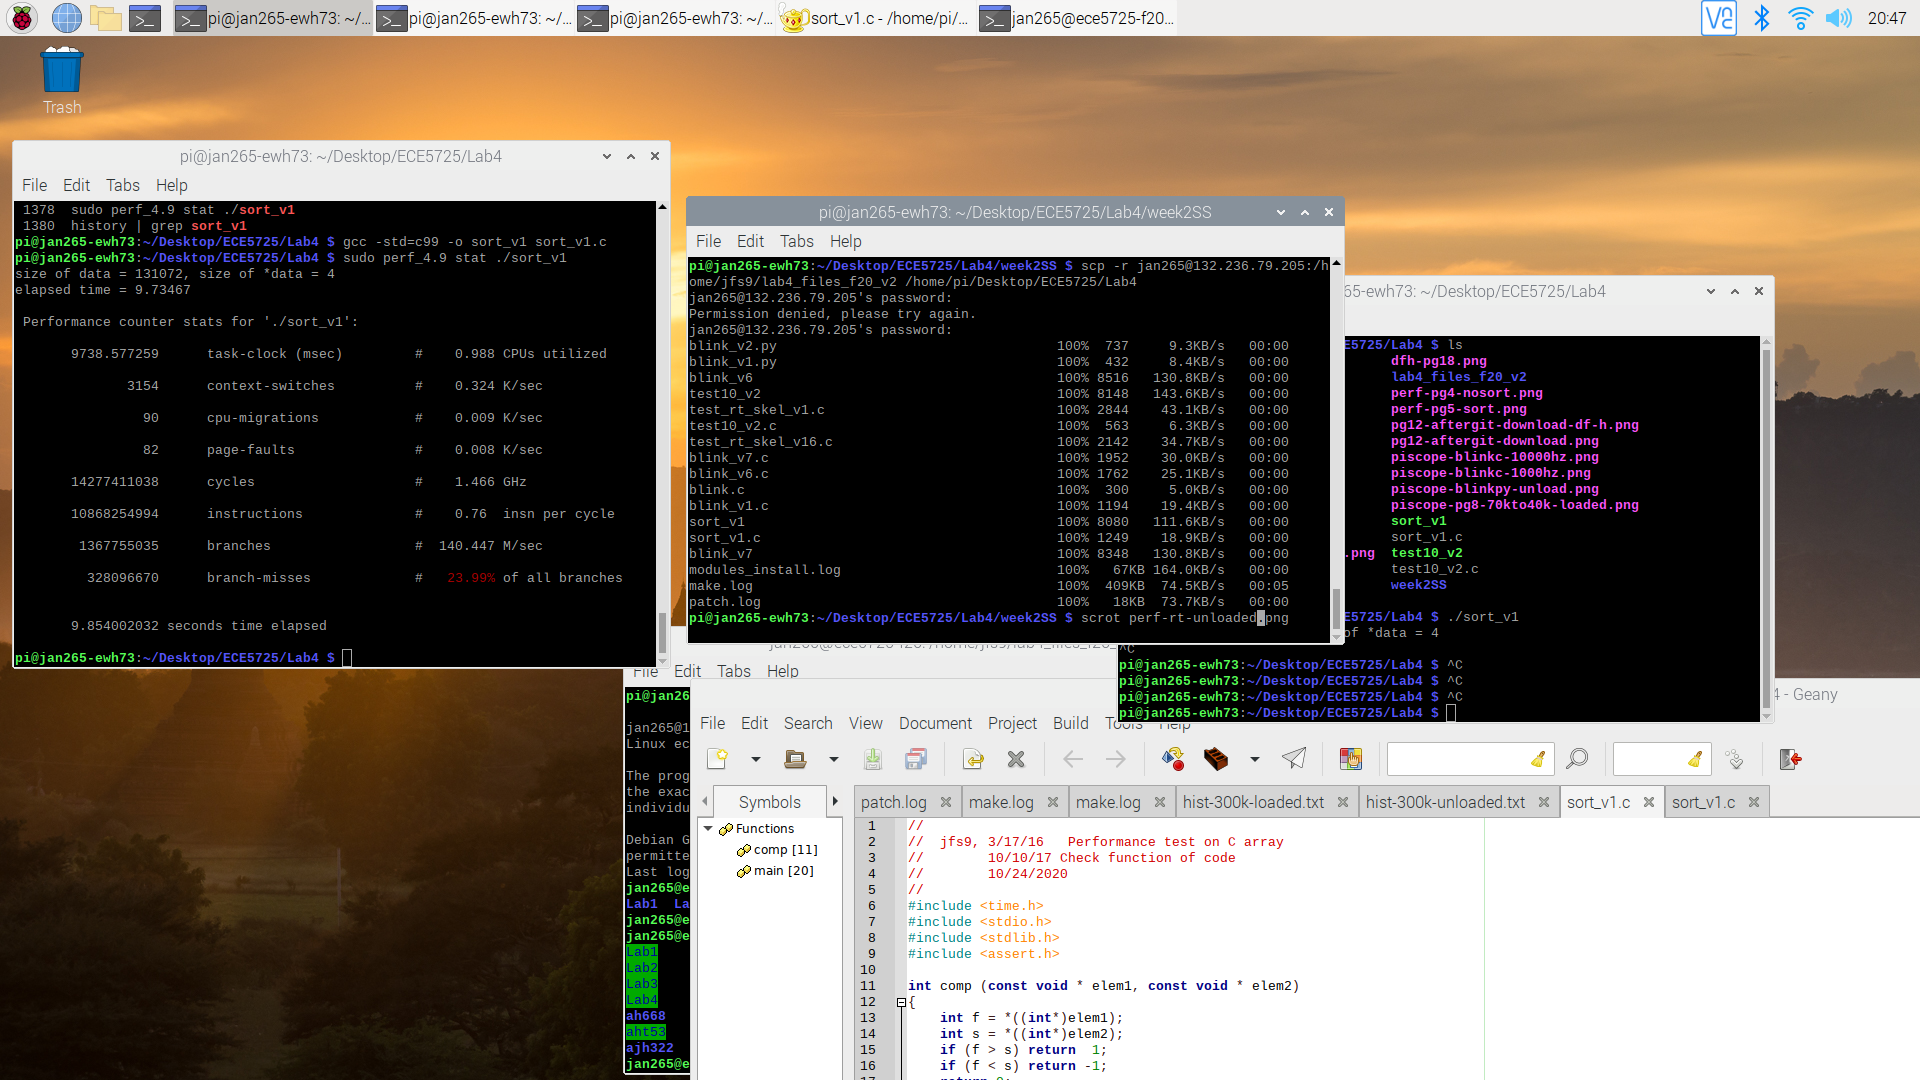 pi@jan265-ewh73: ~/...
pi@jan265-ewh73: ~/...
pi@jan265-ewh73: ~/...
sort_v1.c - /home/pi/...
jan265@ece5725-f20...
20:47
Trash
pi@jan265-ewh73: ~/Desktop/ECE5725/Lab4
File Edit Tabs Help
1378  sudo perf_4.9 stat ./sort_v1
1380  history | grep sort_v1
pi@jan265-ewh73:~/Desktop/ECE5725/Lab4 $ gcc -std=c99 -o sort_v1 sort_v1.c
pi@jan265-ewh73:~/Desktop/ECE5725/Lab4 $ sudo perf_4.9 stat ./sort_v1
size of data = 131072, size of *data = 4
elapsed time = 9.73467
Performance counter stats for './sort_v1':
9738.577259 task-clock (msec) # 0.988 CPUs utilized
3154 context-switches # 0.324 K/sec
90 cpu-migrations # 0.009 K/sec
82 page-faults # 0.008 K/sec
14277411038 cycles # 1.466 GHz
10868254994 instructions # 0.76 insn per cycle
1367755035 branches # 140.447 M/sec
328096670 branch-misses # 23.99% of all branches
9.854002032 seconds time elapsed
pi@jan265-ewh73:~/Desktop/ECE5725/Lab4 $
pi@jan265-ewh73: ~/Desktop/ECE5725/Lab4/week2SS
File Edit Tabs Help
pi@jan265-ewh73:~/Desktop/ECE5725/Lab4/week2SS $ scp -r jan265@132.236.79.205:/h
ome/jfs9/lab4_files_f20_v2 /home/pi/Desktop/ECE5725/Lab4
jan265@132.236.79.205's password:
Permission denied, please try again.
jan265@132.236.79.205's password:
blink_v2.py 100% 737 9.3KB/s 00:00
blink_v1.py 100% 432 8.4KB/s 00:00
blink_v6 100% 8516 130.8KB/s 00:00
test10_v2 100% 8148 143.6KB/s 00:00
test_rt_skel_v1.c 100% 2844 43.1KB/s 00:00
test10_v2.c 100% 563 6.3KB/s 00:00
test_rt_skel_v16.c 100% 2142 34.7KB/s 00:00
blink_v7.c 100% 1952 30.0KB/s 00:00
blink_v6.c 100% 1762 25.1KB/s 00:00
blink.c 100% 300 5.0KB/s 00:00
blink_v1.c 100% 1194 19.4KB/s 00:00
sort_v1 100% 8080 111.6KB/s 00:00
sort_v1.c 100% 1249 18.9KB/s 00:00
blink_v7 100% 8348 130.8KB/s 00:00
modules_install.log 100% 67KB 164.0KB/s 00:00
make.log 100% 409KB 74.5KB/s 00:05
patch.log 100% 18KB 73.7KB/s 00:00
pi@jan265-ewh73:~/Desktop/ECE5725/Lab4/week2SS $ scrot perf-rt-unloaded.png
65-ewh73: ~/Desktop/ECE5725/Lab4
E5725/Lab4 $ ls
dfh-pg18.png
lab4_files_f20_v2
perf-pg4-nosort.png
perf-pg5-sort.png
pg12-aftergit-download-df-h.png
pg12-aftergit-download.png
piscope-blinkc-10000hz.png
piscope-blinkc-1000hz.png
piscope-blinkpy-unload.png
piscope-pg8-70kto40k-loaded.png
sort_v1
sort_v1.c
.png test10_v2
test10_v2.c
week2SS
E5725/Lab4 $ ./sort_v1
of *data = 4
^C
pi@jan265-ewh73:~/Desktop/ECE5725/Lab4 $ ^C
pi@jan265-ewh73:~/Desktop/ECE5725/Lab4 $ ^C
pi@jan265-ewh73:~/Desktop/ECE5725/Lab4 $ ^C
pi@jan265-ewh73:~/Desktop/ECE5725/Lab4 $
File Edit Tabs Help
pi@jan26
jan265@1
Linux ec
The prog
the exac
individu
Debian G
permitte
Last log
jan265@e
Lab1 La
jan265@e
jan265@e
Lab1
Lab2
Lab3
Lab4
ah668
aht53
ajh322
jan265@e
4 - Geany
File Edit Search View Document Project Build Tools Help
Symbols
patch.log make.log make.log hist-300k-loaded.txt hist-300k-unloaded.txt sort_v1.c sort_v1.c
Functions
comp [11]
main [20]
1 //
2 //  jfs9, 3/17/16   Performance test on C array
3 //        10/10/17 Check function of code
4 //        10/24/2020
5 //
6 #include <time.h>
7 #include <stdio.h>
8 #include <stdlib.h>
9 #include <assert.h>
10
11 int comp (const void * elem1, const void * elem2)
12 {
13     int f = *((int*)elem1);
14     int s = *((int*)elem2);
15     if (f > s) return  1;
16     if (f < s) return -1;
17     return 0;